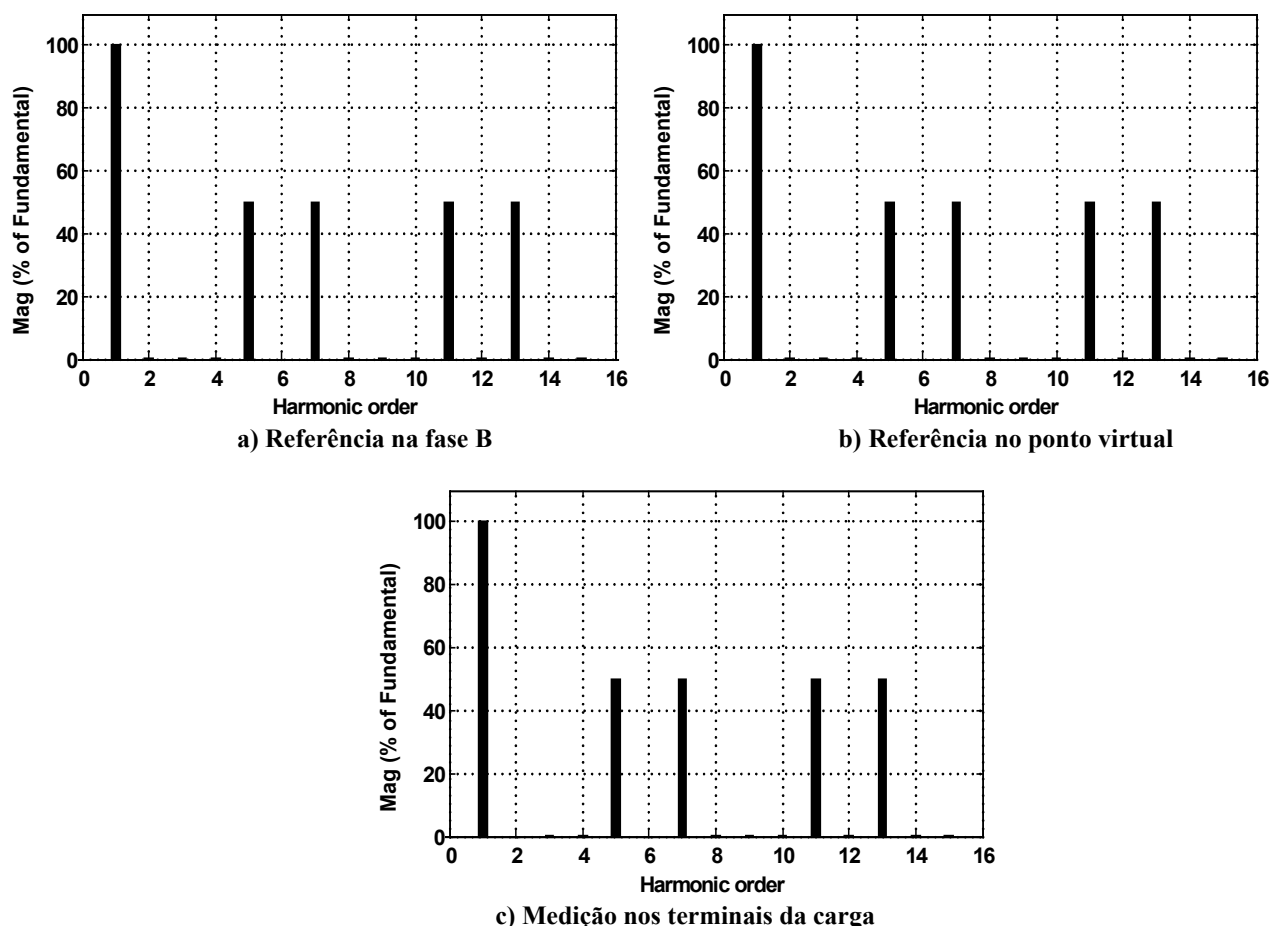 100
80
60
40
20
0
Mag (% of Fundamental)
0 2 4 6 8 10 12 14 16
Harmonic order
a) Referência na fase B
100
80
60
40
20
0
Mag (% of Fundamental)
0 2 4 6 8 10 12 14 16
Harmonic order
b) Referência no ponto virtual
100
80
60
40
20
0
Mag (% of Fundamental)
0 2 4 6 8 10 12 14 16
Harmonic order
c) Medição nos terminais da carga